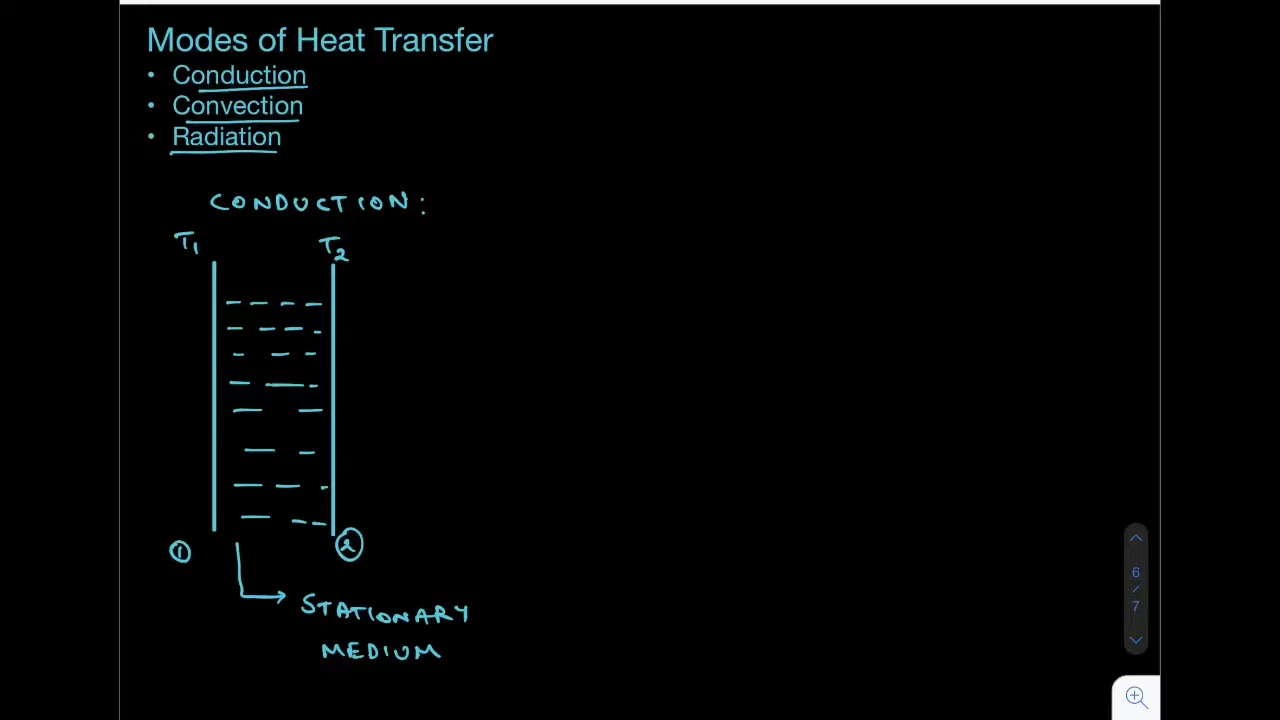 Modes of Heat Transfer
• Conduction
• Convection
• Radiation
CONDUCTION:
T₁
T₂
①
②
STATIONARY
MEDIUM
6
/
7